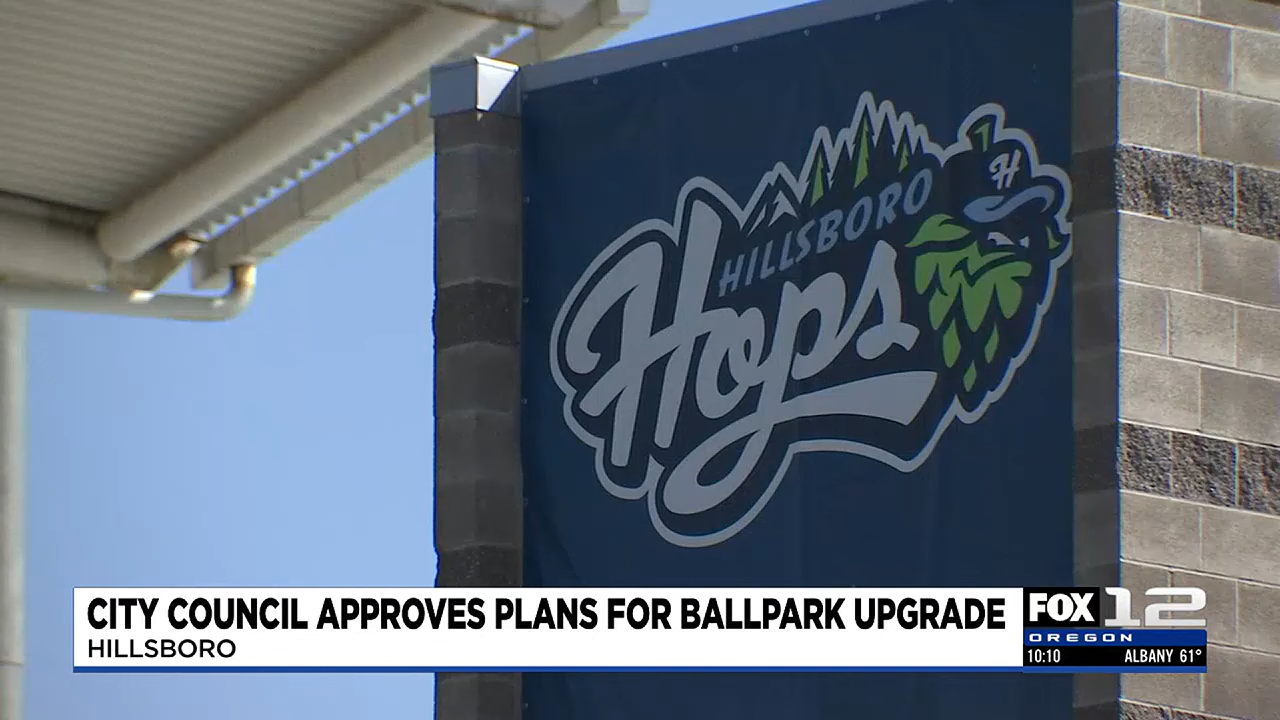 H
HILLSBORO
Hops
CITY COUNCIL APPROVES PLANS FOR BALLPARK UPGRADE
HILLSBORO
FOX 12
OREGON
10:10 ALBANY 61°